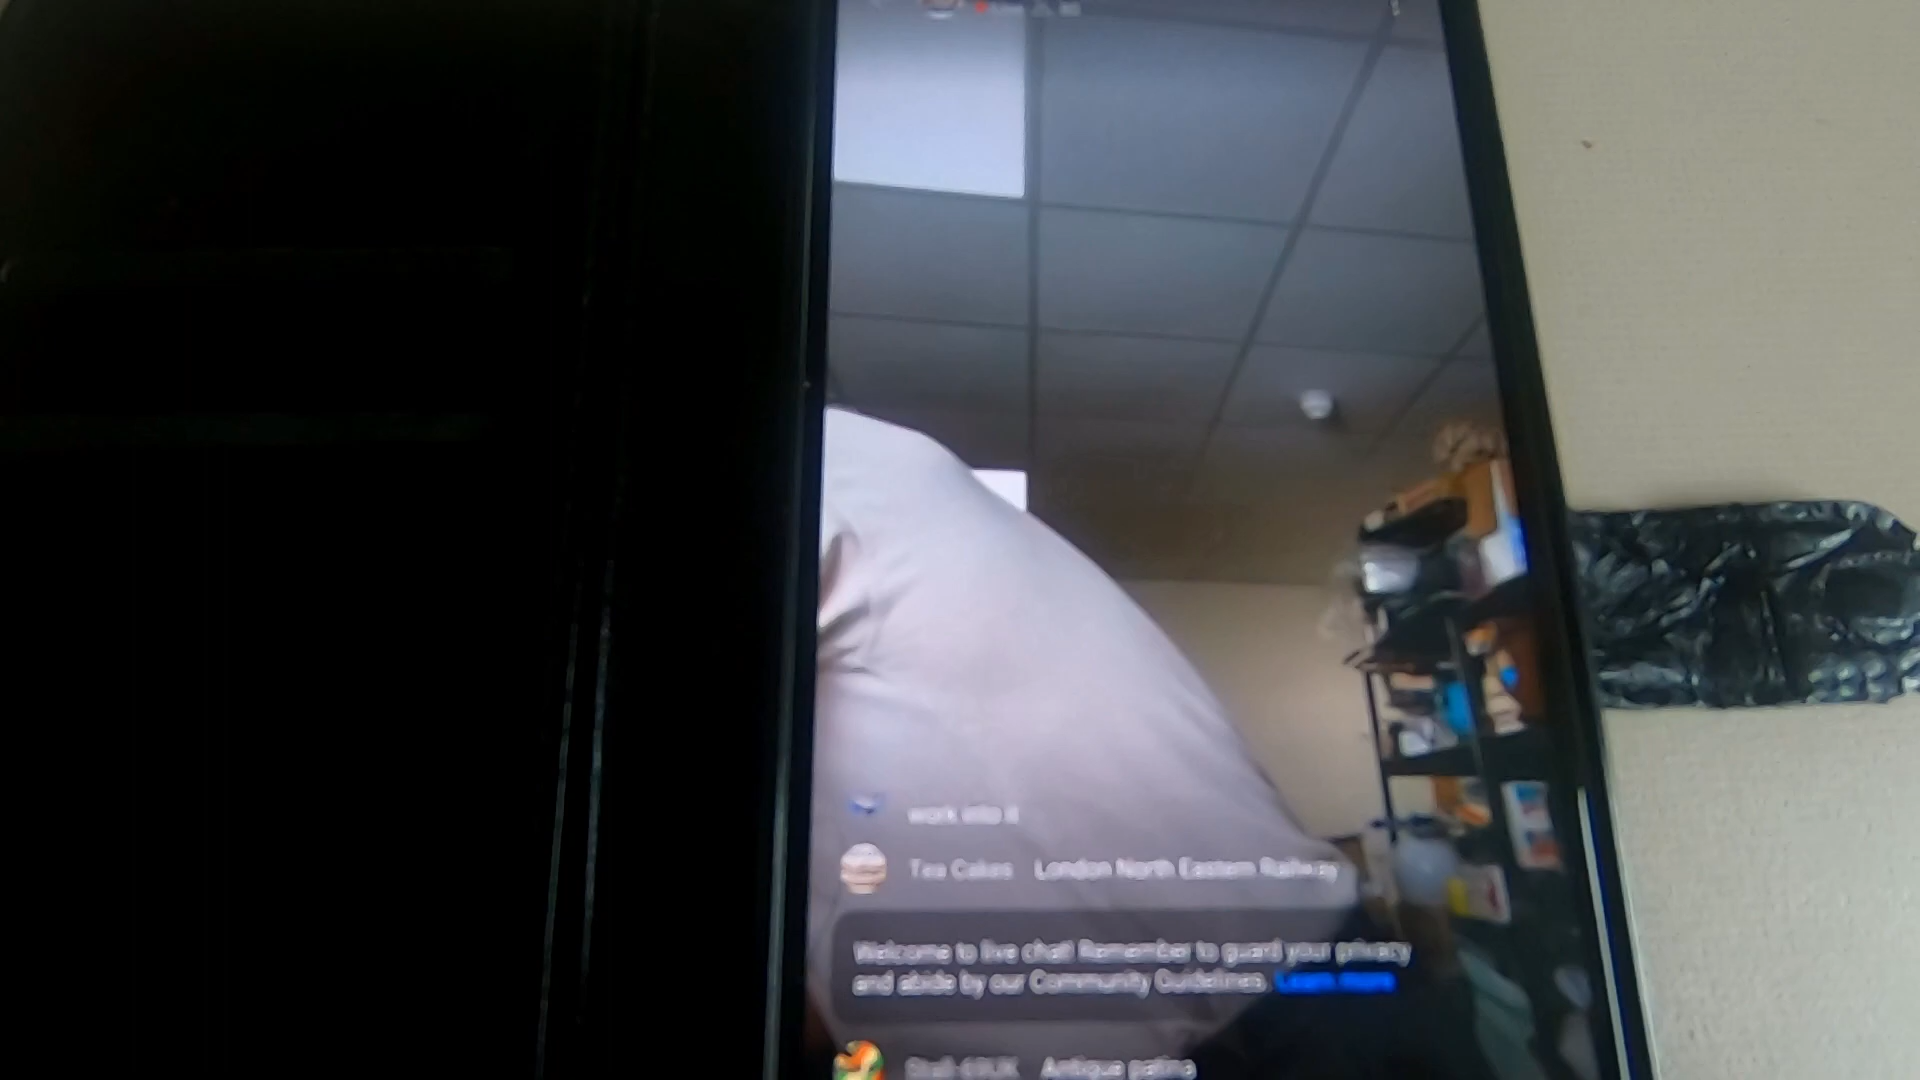 work into it
Tea Cakes London North Eastern Railway
Welcome to live chat! Remember to guard your privacy
and abide by our Community Guidelines. Learn more
Antique patina